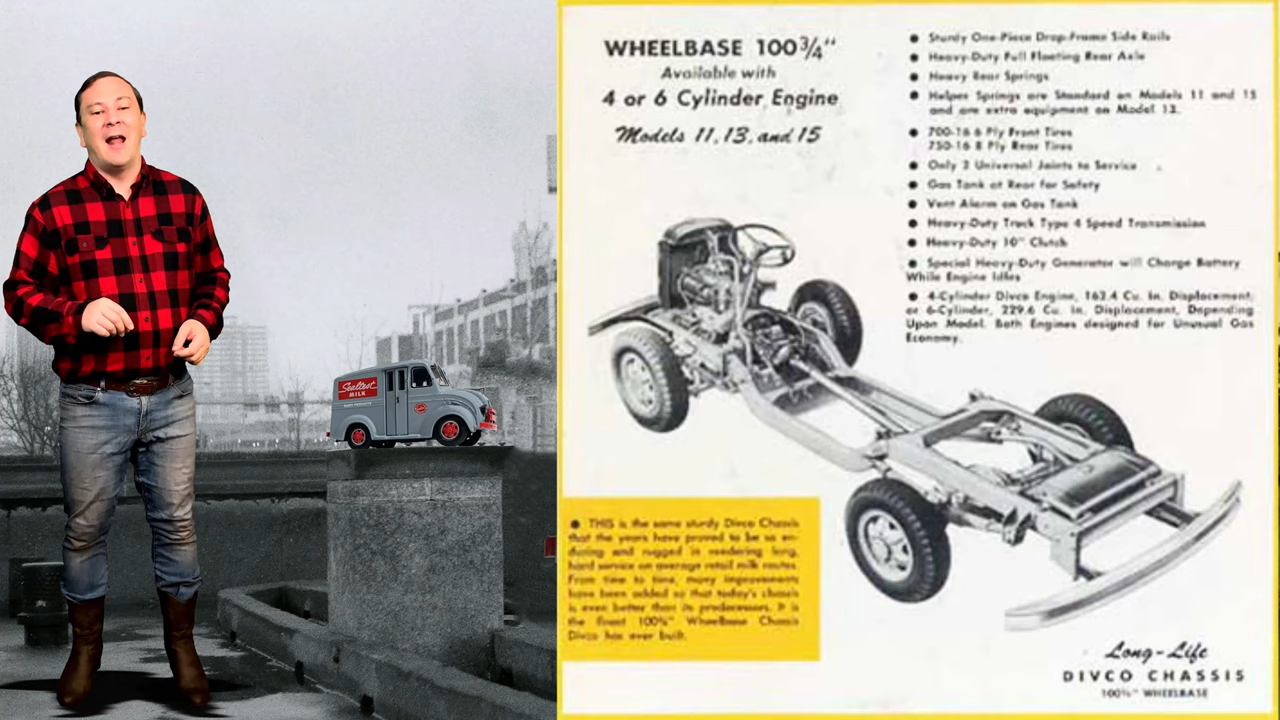 Sealtest
MILK
WHEELBASE 100¾"
Available with
4 or 6 Cylinder Engine
Models 11, 13, and 15
● Sturdy One-Piece Drop-Frame Side Rails
● Heavy-Duty Full Floating Rear Axle
● Heavy Rear Springs
● Helper Springs are Standard on Models 11 and 15
and are extra equipment on Model 13.
● 700-16 6 Ply Front Tires
750-16 8 Ply Rear Tires
● Only 2 Universal Joints to Service
● Gas Tank at Rear for Safety
● Vent Alarm on Gas Tank
● Heavy-Duty Truck Type 4 Speed Transmission
● Heavy-Duty 10" Clutch
● Special Heavy-Duty Generator will Charge Battery
While Engine Idles
● 4-Cylinder Divco Engine, 162.4 Cu. In. Displacement;
or 6-Cylinder, 229.6 Cu. In. Displacement, Depending
Upon Model. Both Engines designed for Unusual Gas
Economy.
● THIS is the same sturdy Divco Chassis
that the years have proved to be so en-
during and rugged in rendering long,
hard service on average retail milk routes.
From time to time, many improvements
have been added so that today's chassis
is even better than its predecessors. It is
the finest 100¾" Wheelbase Chassis
Divco has ever built.
Long-Life
DIVCO CHASSIS
100¾" WHEELBASE